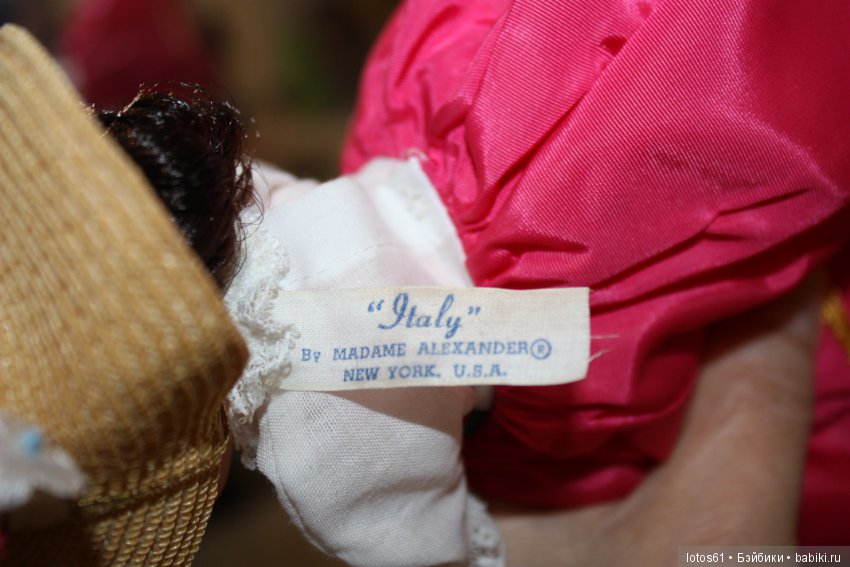 "Italy"
By MADAME ALEXANDER®
NEW YORK, U.S.A.
lotos61 | Бэйбики | babiki.ru